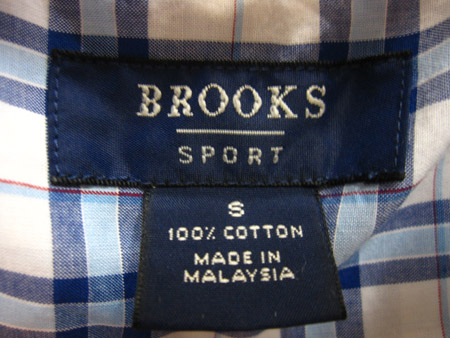 BROOKS
SPORT
S
100% COTTON
MADE IN
MALAYSIA